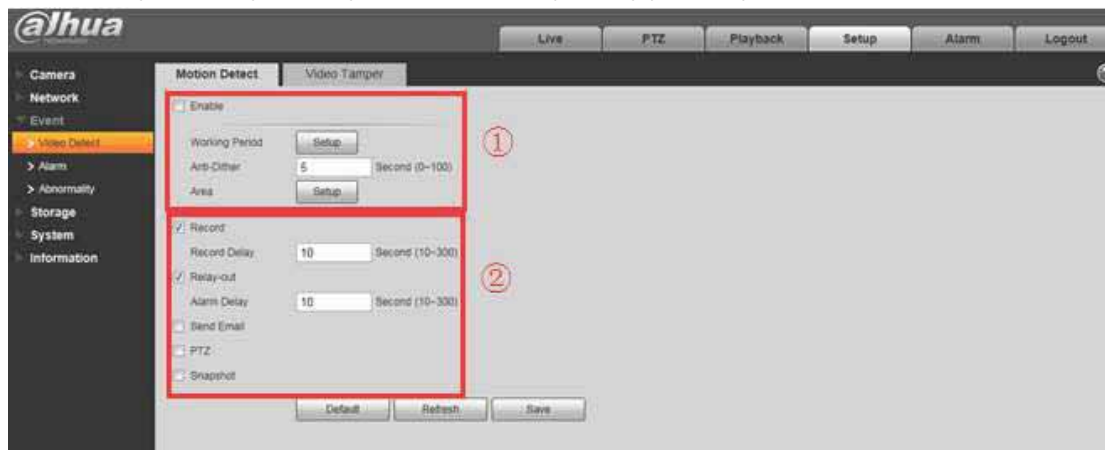 alhua
Live PTZ Playback Setup Alarm Logout
Camera
Network
Event
Video Detect
Alarm
Abnormality
Storage
System
Information
Motion Detect Video Tamper
Enable
Working Period Setup
Anti-Dither 5 Second (0~100)
Area Setup
①
Record
Record Delay 10 Second (10~300)
Relay-out
Alarm Delay 10 Second (10~300)
Send Email
PTZ
Snapshot
②
Default Refresh Save